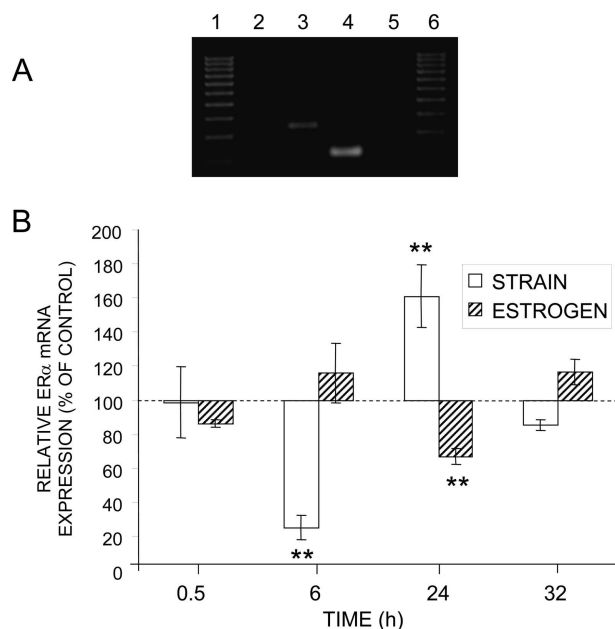 1 2 3 4 5 6
A
B
200
180
160
140
120
100
80
60
40
20
0
RELATIVE ERα mRNA
EXPRESSION (% OF CONTROL)
**
**
**
STRAIN
ESTROGEN
0.5 6 24 32
TIME (h)